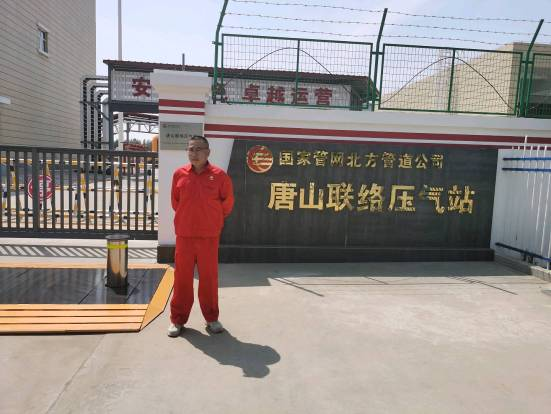 安
卓越运营
国家管网北方管道公司
唐山联络压气站